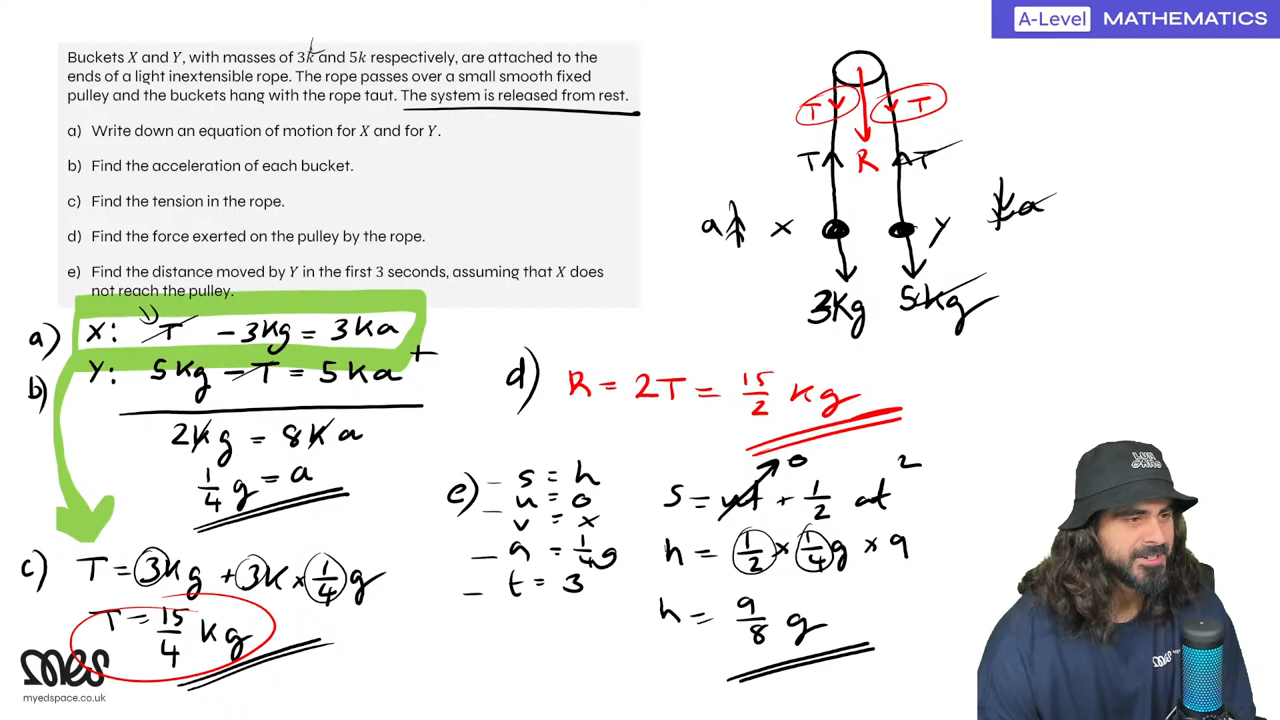 A-Level MATHEMATICS
Buckets X and Y, with masses of 3k and 5k respectively, are attached to the
ends of a light inextensible rope. The rope passes over a small smooth fixed
pulley and the buckets hang with the rope taut. The system is released from rest.
a) Write down an equation of motion for X and for Y.
b) Find the acceleration of each bucket.
c) Find the tension in the rope.
d) Find the force exerted on the pulley by the rope.
e) Find the distance moved by Y in the first 3 seconds, assuming that X does
not reach the pulley.
T T
T R T
a X Y a
3kg 5kg
a) X: T - 3kg = 3ka
b) Y: 5kg - T = 5ka +
2kg = 8ka
1/4 g = a
c) T = 3kg + 3k × 1/4 g
T = 15/4 kg
d) R = 2T = 15/2 kg
e) s = h
u = 0
v = x
a = 1/4 g
t = 3
s = ut + 1/2 at²
0
h = 1/2 × 1/4 g × 9
h = 9/8 g
mes
myedspace.co.uk